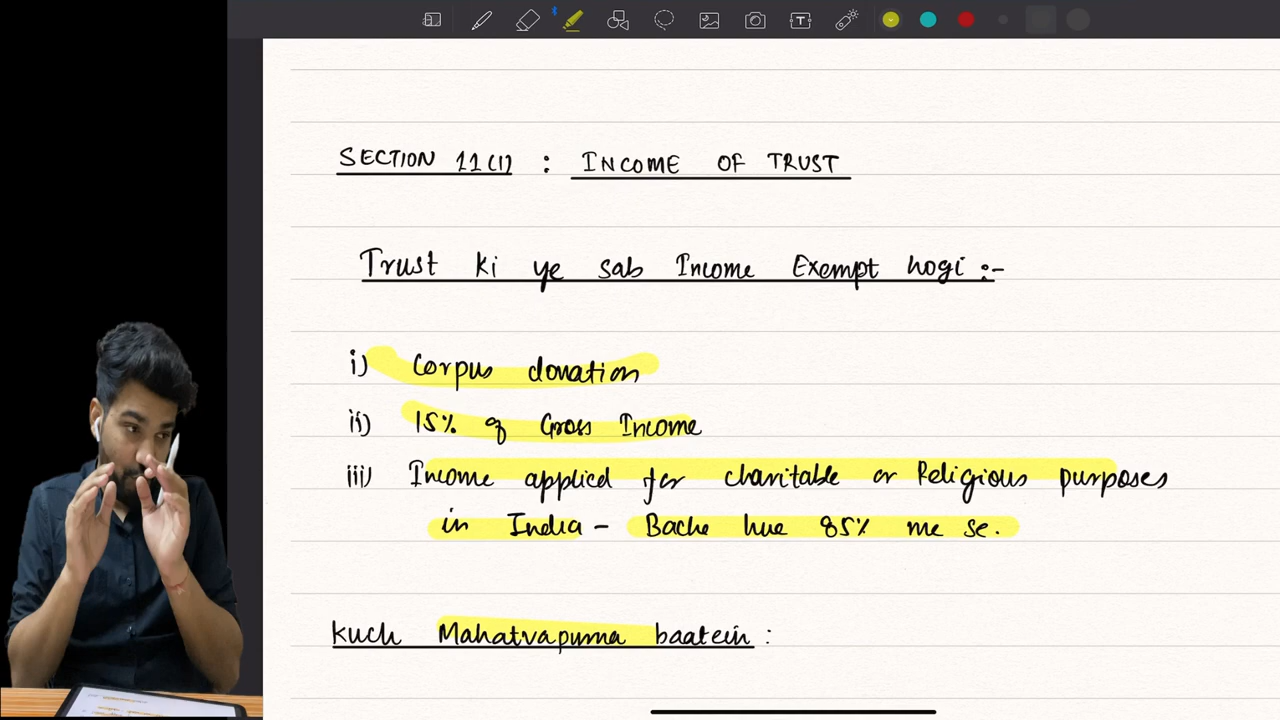 SECTION 11(1) : INCOME OF TRUST
Trust ki ye sab Income Exempt hogi :-
i) Corpus donation
ii) 15% of Gross Income
iii) Income applied for charitable or Religious purposes
in India - Bache hue 85% me se.
kuch Mahatvapurna baatein :